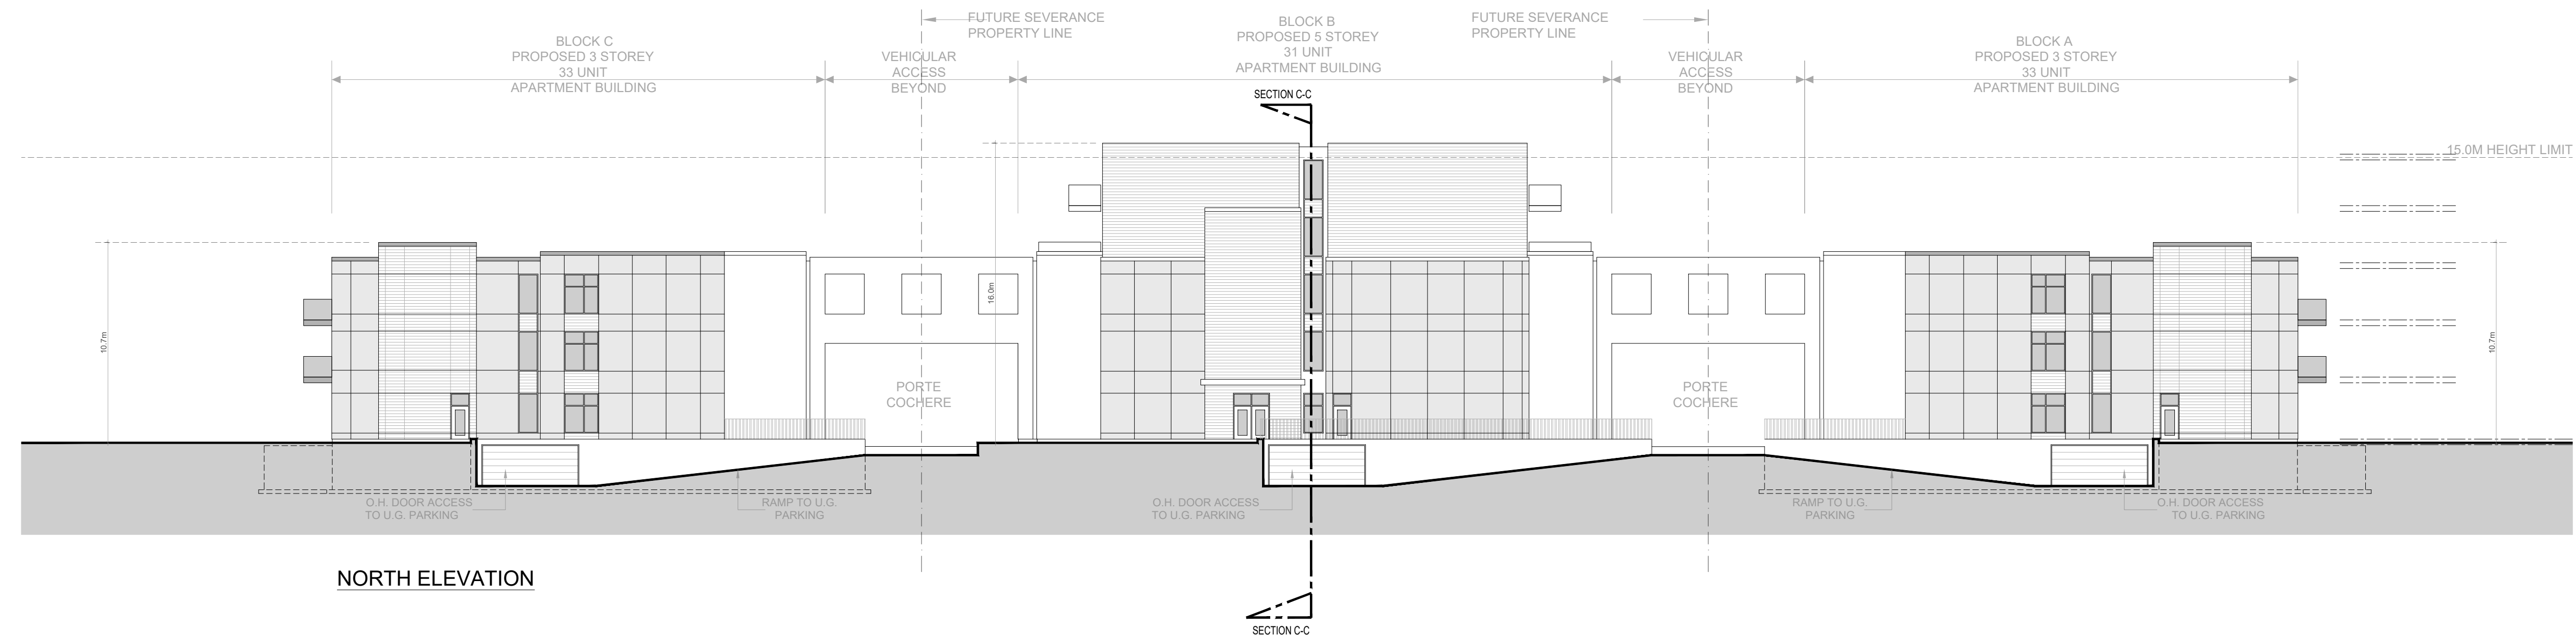 FUTURE SEVERANCE
PROPERTY LINE
BLOCK B
PROPOSED 5 STOREY
31 UNIT
APARTMENT BUILDING
FUTURE SEVERANCE
PROPERTY LINE
BLOCK C
PROPOSED 3 STOREY
33 UNIT
APARTMENT BUILDING
VEHICULAR
ACCESS
BEYOND
VEHICULAR
ACCESS
BEYOND
BLOCK A
PROPOSED 3 STOREY
33 UNIT
APARTMENT BUILDING
SECTION C-C
15.0M HEIGHT LIMIT
16.0m
10.7m
10.7m
PORTE
COCHERE
PORTE
COCHERE
O.H. DOOR ACCESS
TO U.G. PARKING
RAMP TO U.G.
PARKING
O.H. DOOR ACCESS
TO U.G. PARKING
RAMP TO U.G.
PARKING
O.H. DOOR ACCESS
TO U.G. PARKING
NORTH ELEVATION
SECTION C-C